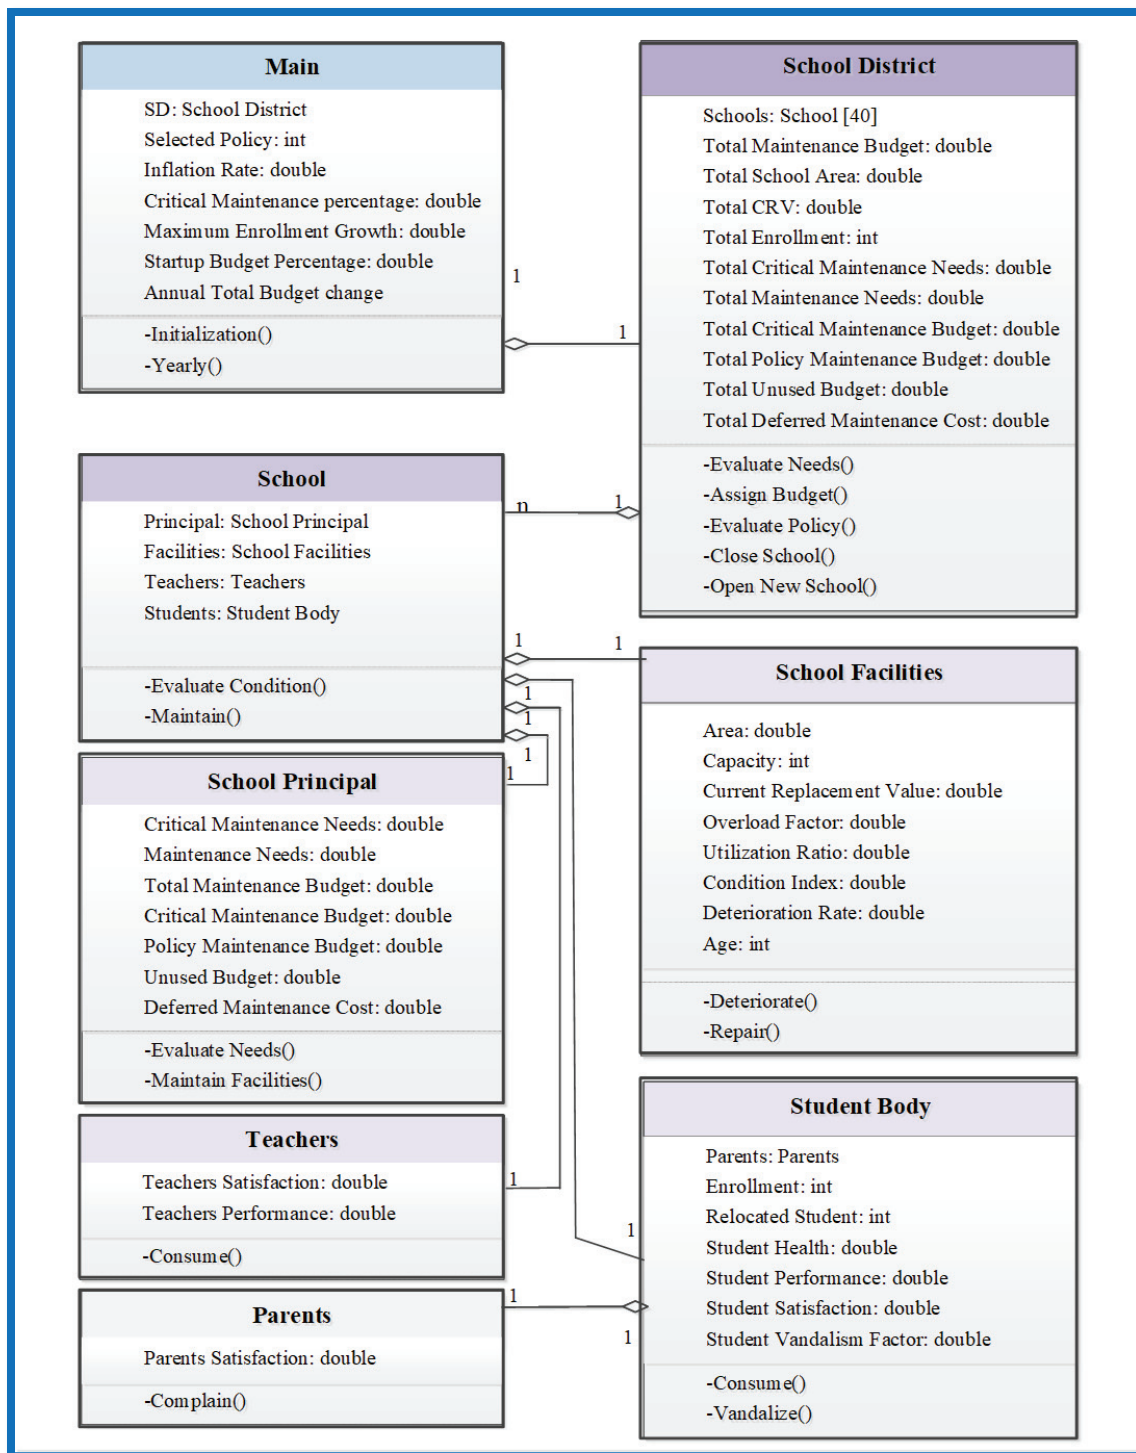 Main
SD: School District
Selected Policy: int
Inflation Rate: double
Critical Maintenance percentage: double
Maximum Enrollment Growth: double
Startup Budget Percentage: double
Annual Total Budget change
-Initialization()
-Yearly()
1
1
School District
Schools: School [40]
Total Maintenance Budget: double
Total School Area: double
Total CRV: double
Total Enrollment: int
Total Critical Maintenance Needs: double
Total Maintenance Needs: double
Total Critical Maintenance Budget: double
Total Policy Maintenance Budget: double
Total Unused Budget: double
Total Deferred Maintenance Cost: double
-Evaluate Needs()
-Assign Budget()
-Evaluate Policy()
-Close School()
-Open New School()
n
1
School
Principal: School Principal
Facilities: School Facilities
Teachers: Teachers
Students: Student Body
-Evaluate Condition()
-Maintain()
1
1
1
1
1
1
School Facilities
Area: double
Capacity: int
Current Replacement Value: double
Overload Factor: double
Utilization Ratio: double
Condition Index: double
Deterioration Rate: double
Age: int
-Deteriorate()
-Repair()
School Principal
Critical Maintenance Needs: double
Maintenance Needs: double
Total Maintenance Budget: double
Critical Maintenance Budget: double
Policy Maintenance Budget: double
Unused Budget: double
Deferred Maintenance Cost: double
-Evaluate Needs()
-Maintain Facilities()
Teachers
Teachers Satisfaction: double
Teachers Performance: double
-Consume()
1
1
Student Body
Parents: Parents
Enrollment: int
Relocated Student: int
Student Health: double
Student Performance: double
Student Satisfaction: double
Student Vandalism Factor: double
-Consume()
-Vandalize()
1
1
Parents
Parents Satisfaction: double
-Complain()